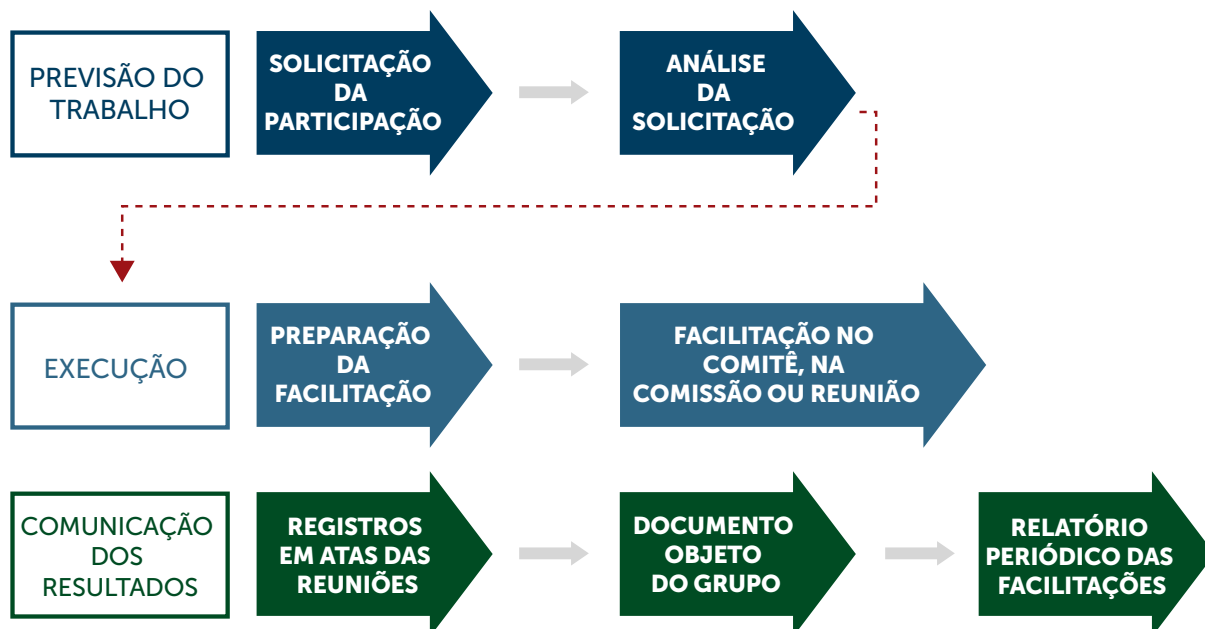 PREVISÃO DO
TRABALHO
SOLICITAÇÃO
DA
PARTICIPAÇÃO
ANÁLISE
DA
SOLICITAÇÃO
EXECUÇÃO
PREPARAÇÃO
DA
FACILITAÇÃO
FACILITAÇÃO NO
COMITÊ, NA
COMISSÃO OU REUNIÃO
COMUNICAÇÃO
DOS
RESULTADOS
REGISTROS
EM ATAS DAS
REUNIÕES
DOCUMENTO
OBJETO
DO GRUPO
RELATÓRIO
PERIÓDICO DAS
FACILITAÇÕES